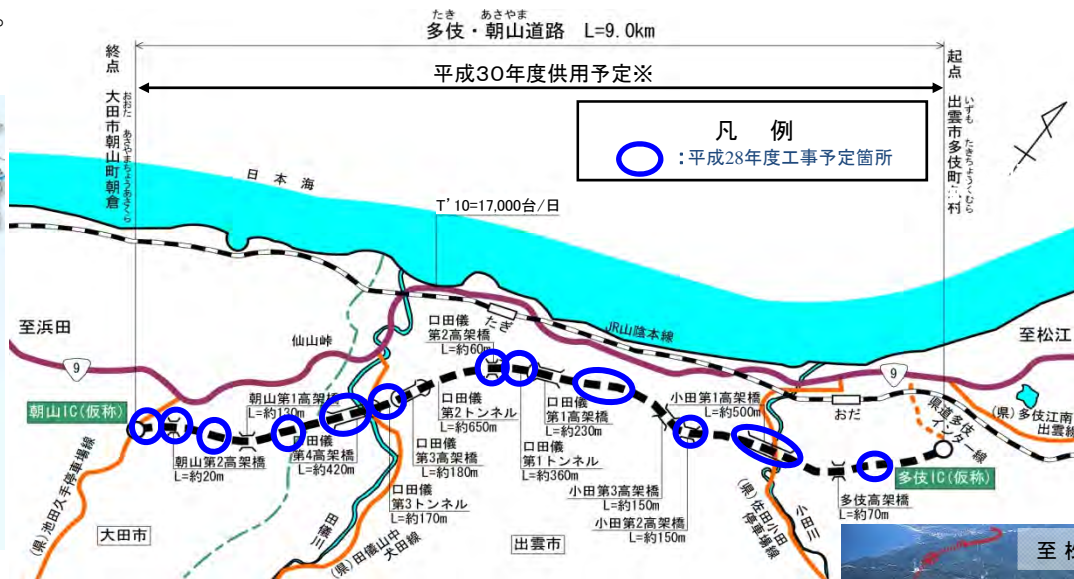 たき あさやま
多伎・朝山道路 L=9.0km
平成30年度供用予定※
終点 大田市朝山町朝倉
おおた あさやまちょうあさくら
起点 出雲市多伎町
いずも たきちょうくむら
村
凡 例
:平成28年度工事予定箇所
日本海
T'10=17,000台/日
至浜田
仙山峠
9
朝山IC(仮称)
(県)池田久手停車場線
大田市
朝山第2高架橋
L=約20m
朝山第1高架橋
L=約130m
口田儀
第4高架橋
L=約420m
田儀川
(県)田儀山中
大田線
口田儀
第3トンネル
L=約170m
口田儀
第3高架橋
L=約180m
口田儀
第2高架橋
L=約60m
たぎ
口田儀
第2トンネル
L=約650m
口田儀
第1高架橋
L=約230m
口田儀
第1トンネル
L=約360m
JR山陰本線
出雲市
小田第3高架橋
L=約150m
小田第2高架橋
L=約150m
小田第1高架橋
L=約500m
(県)佐田小田
停車場線
小田川
おだ
多伎高架橋
L=約70m
9
県道多伎
インター線
多伎IC(仮称)
至松江
(県)多伎江南
出雲線
至